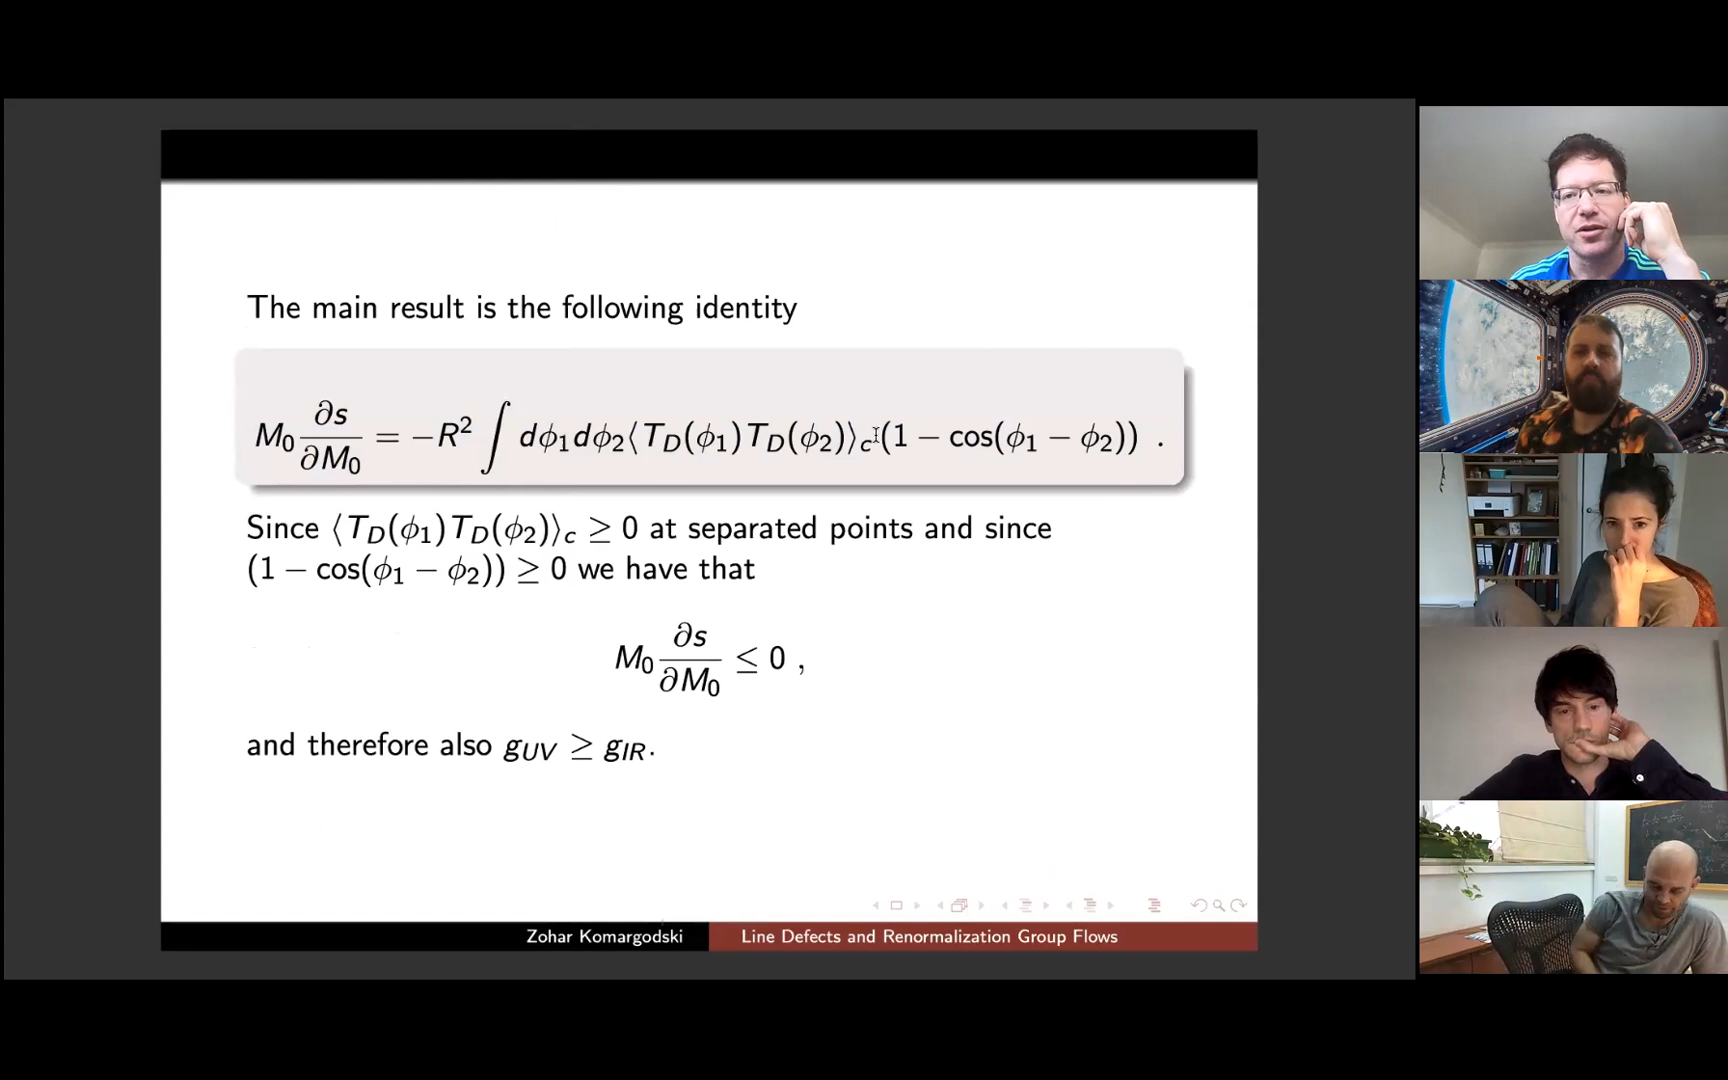 The main result is the following identity
M₀ ∂s/∂M₀ = −R² ∫ dϕ₁dϕ₂⟨T_D(ϕ₁)T_D(ϕ₂)⟩_c(1 − cos(ϕ₁ − ϕ₂)) .
Since ⟨T_D(ϕ₁)T_D(ϕ₂)⟩_c ≥ 0 at separated points and since
(1 − cos(ϕ₁ − ϕ₂)) ≥ 0 we have that
M₀ ∂s/∂M₀ ≤ 0 ,
and therefore also g_UV ≥ g_IR.
Zohar Komargodski Line Defects and Renormalization Group Flows